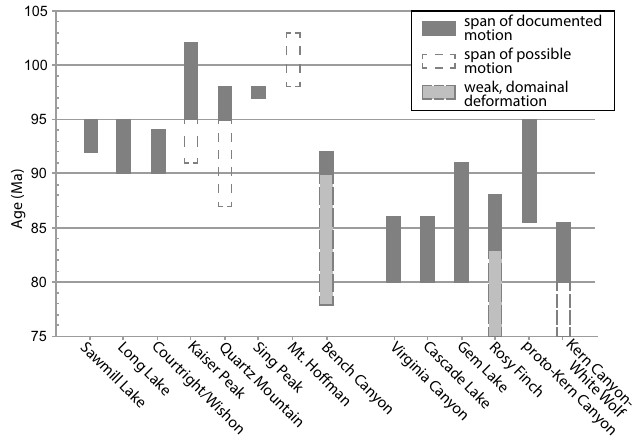 105
100
95
90
85
80
75
Age (Ma)
span of documented
motion
span of possible
motion
weak, domainal
deformation
Sawmill Lake
Long Lake
Courtright/Wishon
Kaiser Peak
Quartz Mountain
Sing Peak
Mt. Hoffman
Bench Canyon
Virginia Canyon
Cascade Lake
Gem Lake
Rosy Finch
Proto-Kern Canyon
Kern Canyon-
White Wolf